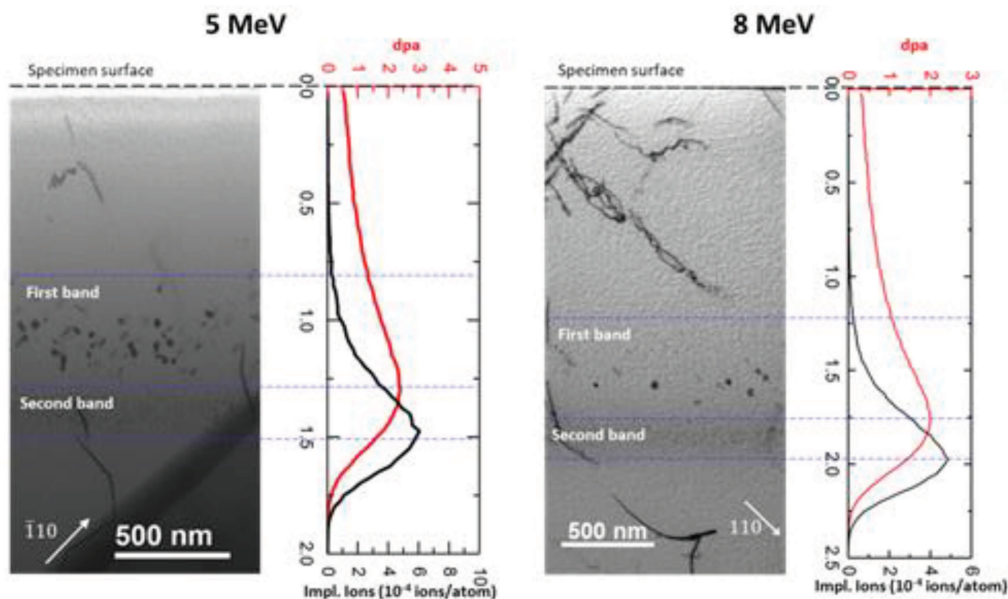 5 MeV
8 MeV
Specimen surface
dpa
0 1 2 3 4 5
0.0
0.5
1.0
1.5
2.0
First band
Second band
1̅10
500 nm
0 2 4 6 8 10
Impl. Ions (10⁻⁴ ions/atom)
Specimen surface
dpa
0 1 2 3
0.0
0.5
1.0
1.5
2.0
2.5
First band
Second band
110
500 nm
0 2 4 6
Impl. Ions (10⁻⁴ ions/atom)